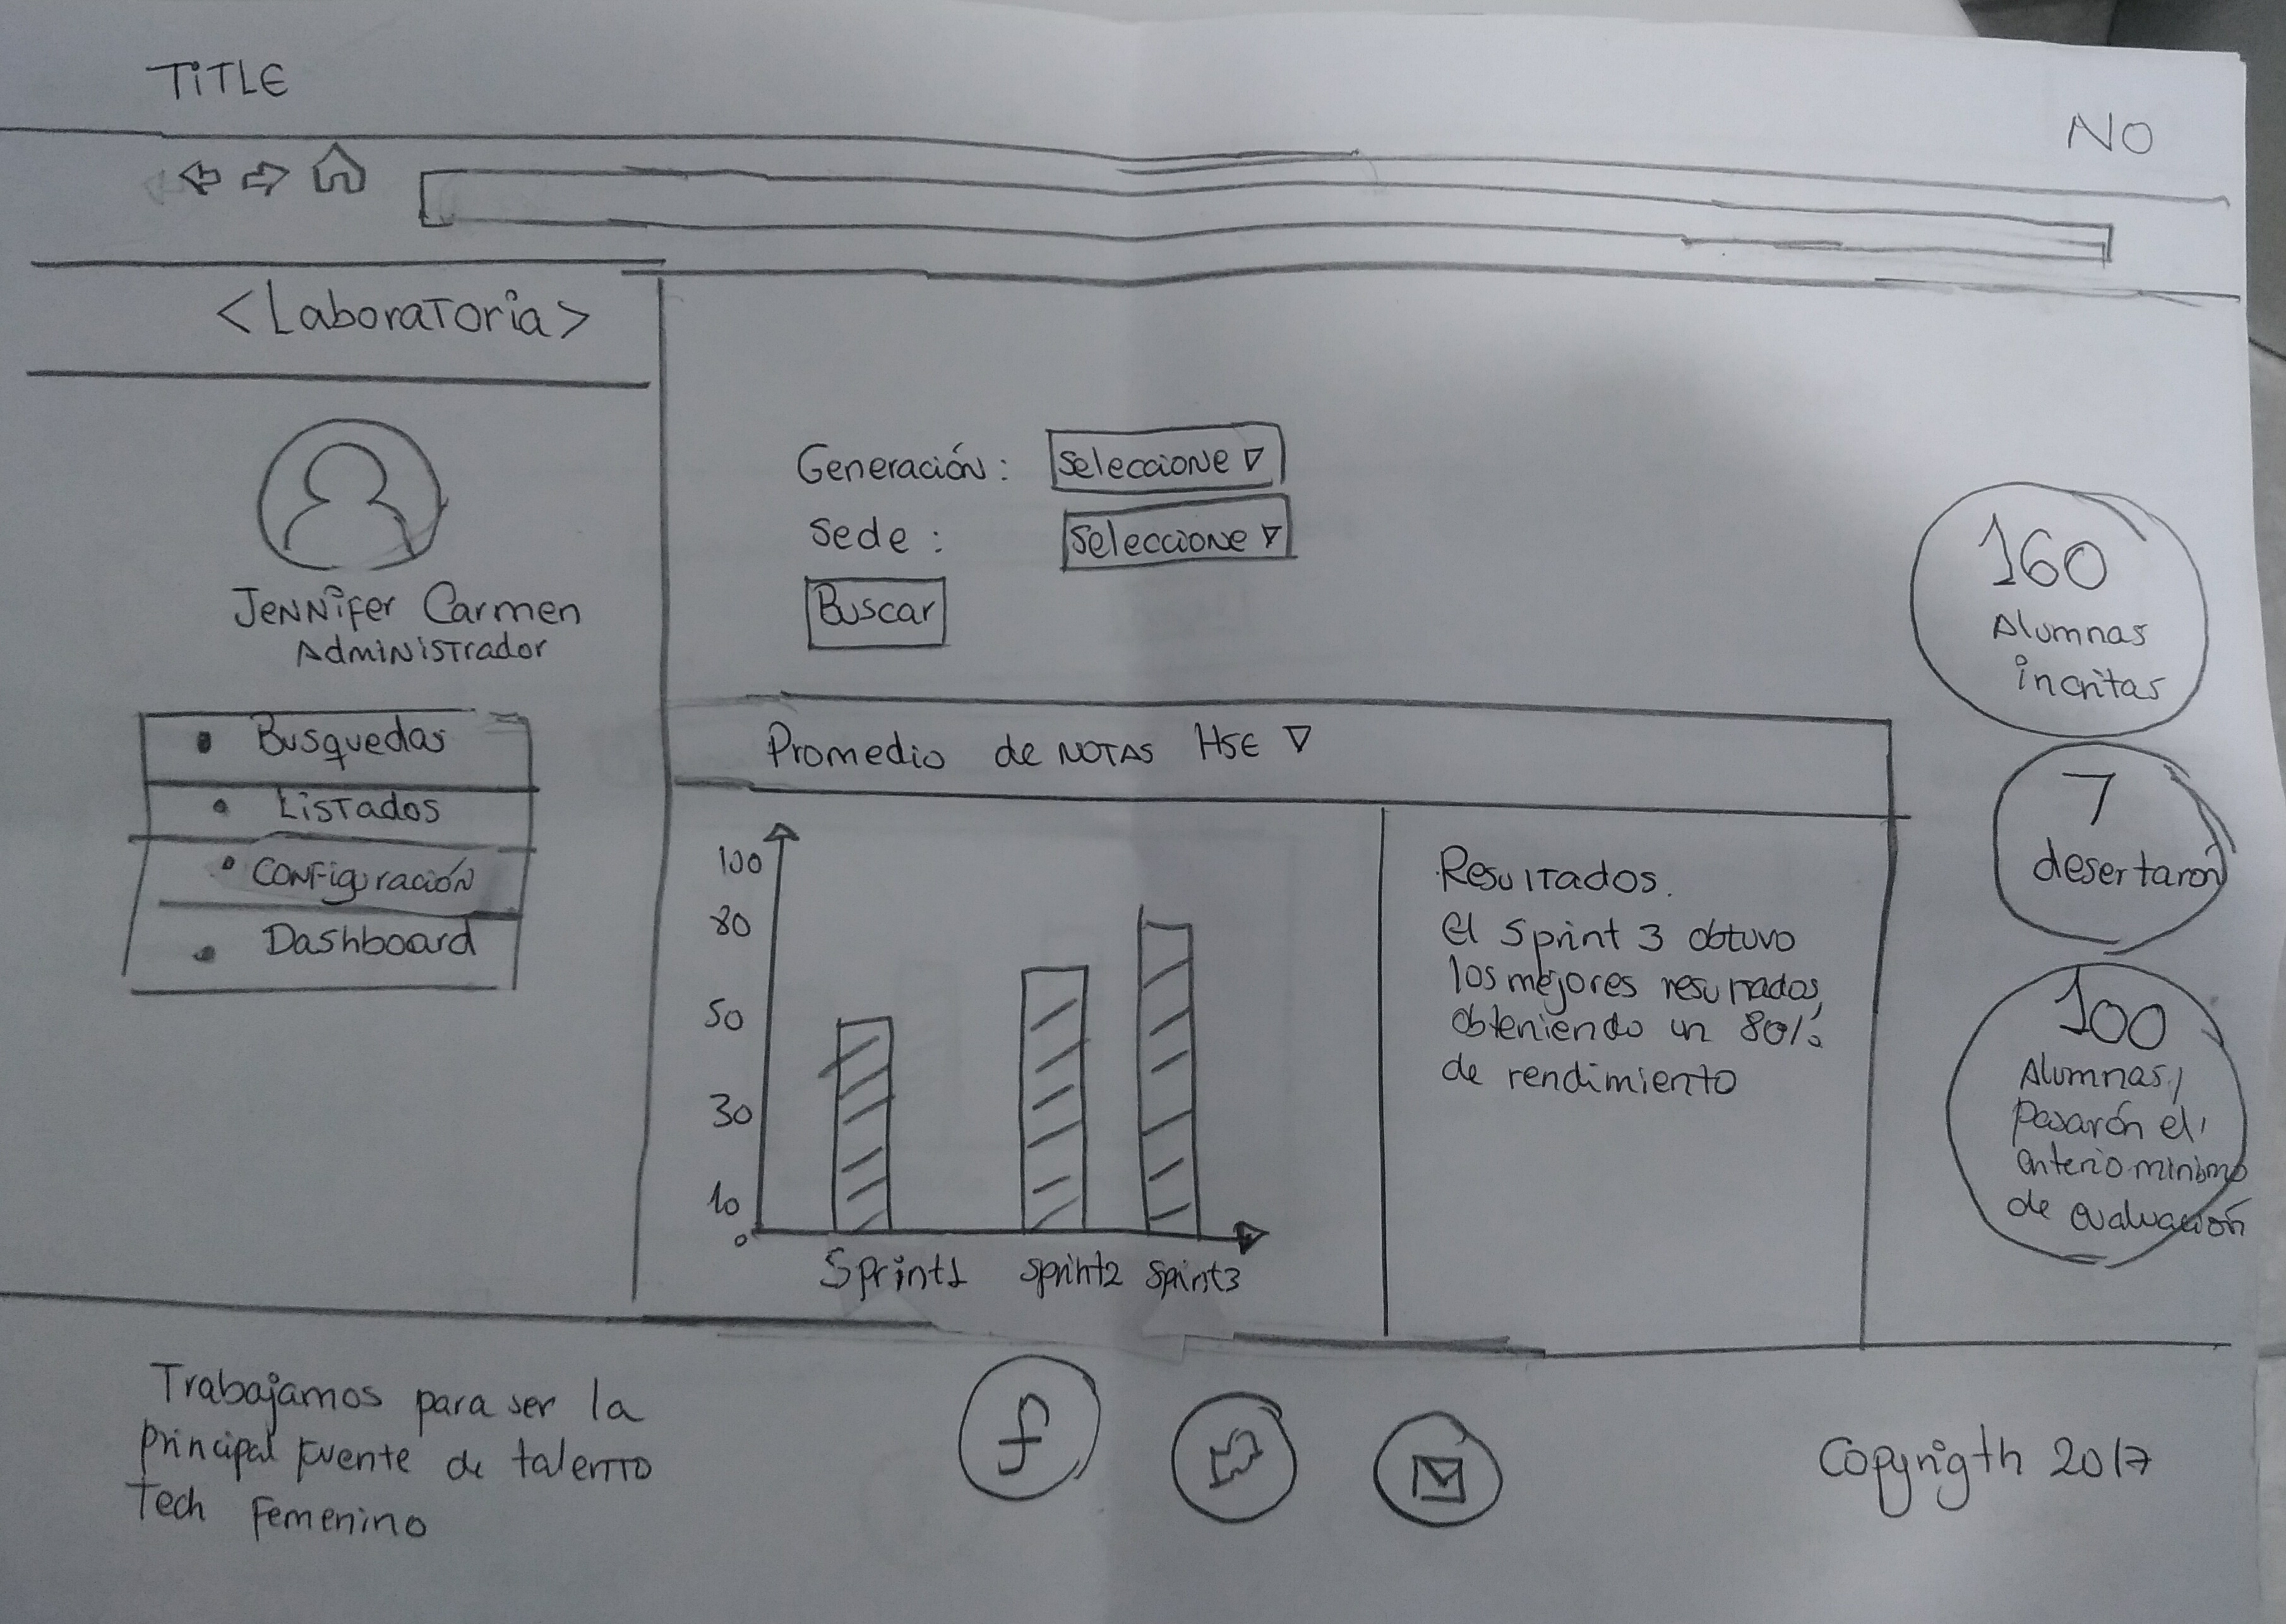 TITLE
NO
<Laboratoria>
Jennifer Carmen
Administrador
Busquedas
Listados
Configuración
Dashboard
Generación: Seleccione
Sede: Seleccione
Buscar
Promedio de NOTAS HSE
100
80
50
30
10
0
Sprint1 Sprint2 Sprint3
Resultados.
El Sprint 3 obtuvo
los mejores resultados,
obteniendo un 80%
de rendimiento
160
Alumnas
incritas
7
desertarón
100
Alumnas,
pasarón el
criterio minimo
de evaluación
Trabajamos para ser la
principal fuente de talento
Tech Femenino
f
Copyrigth 2017